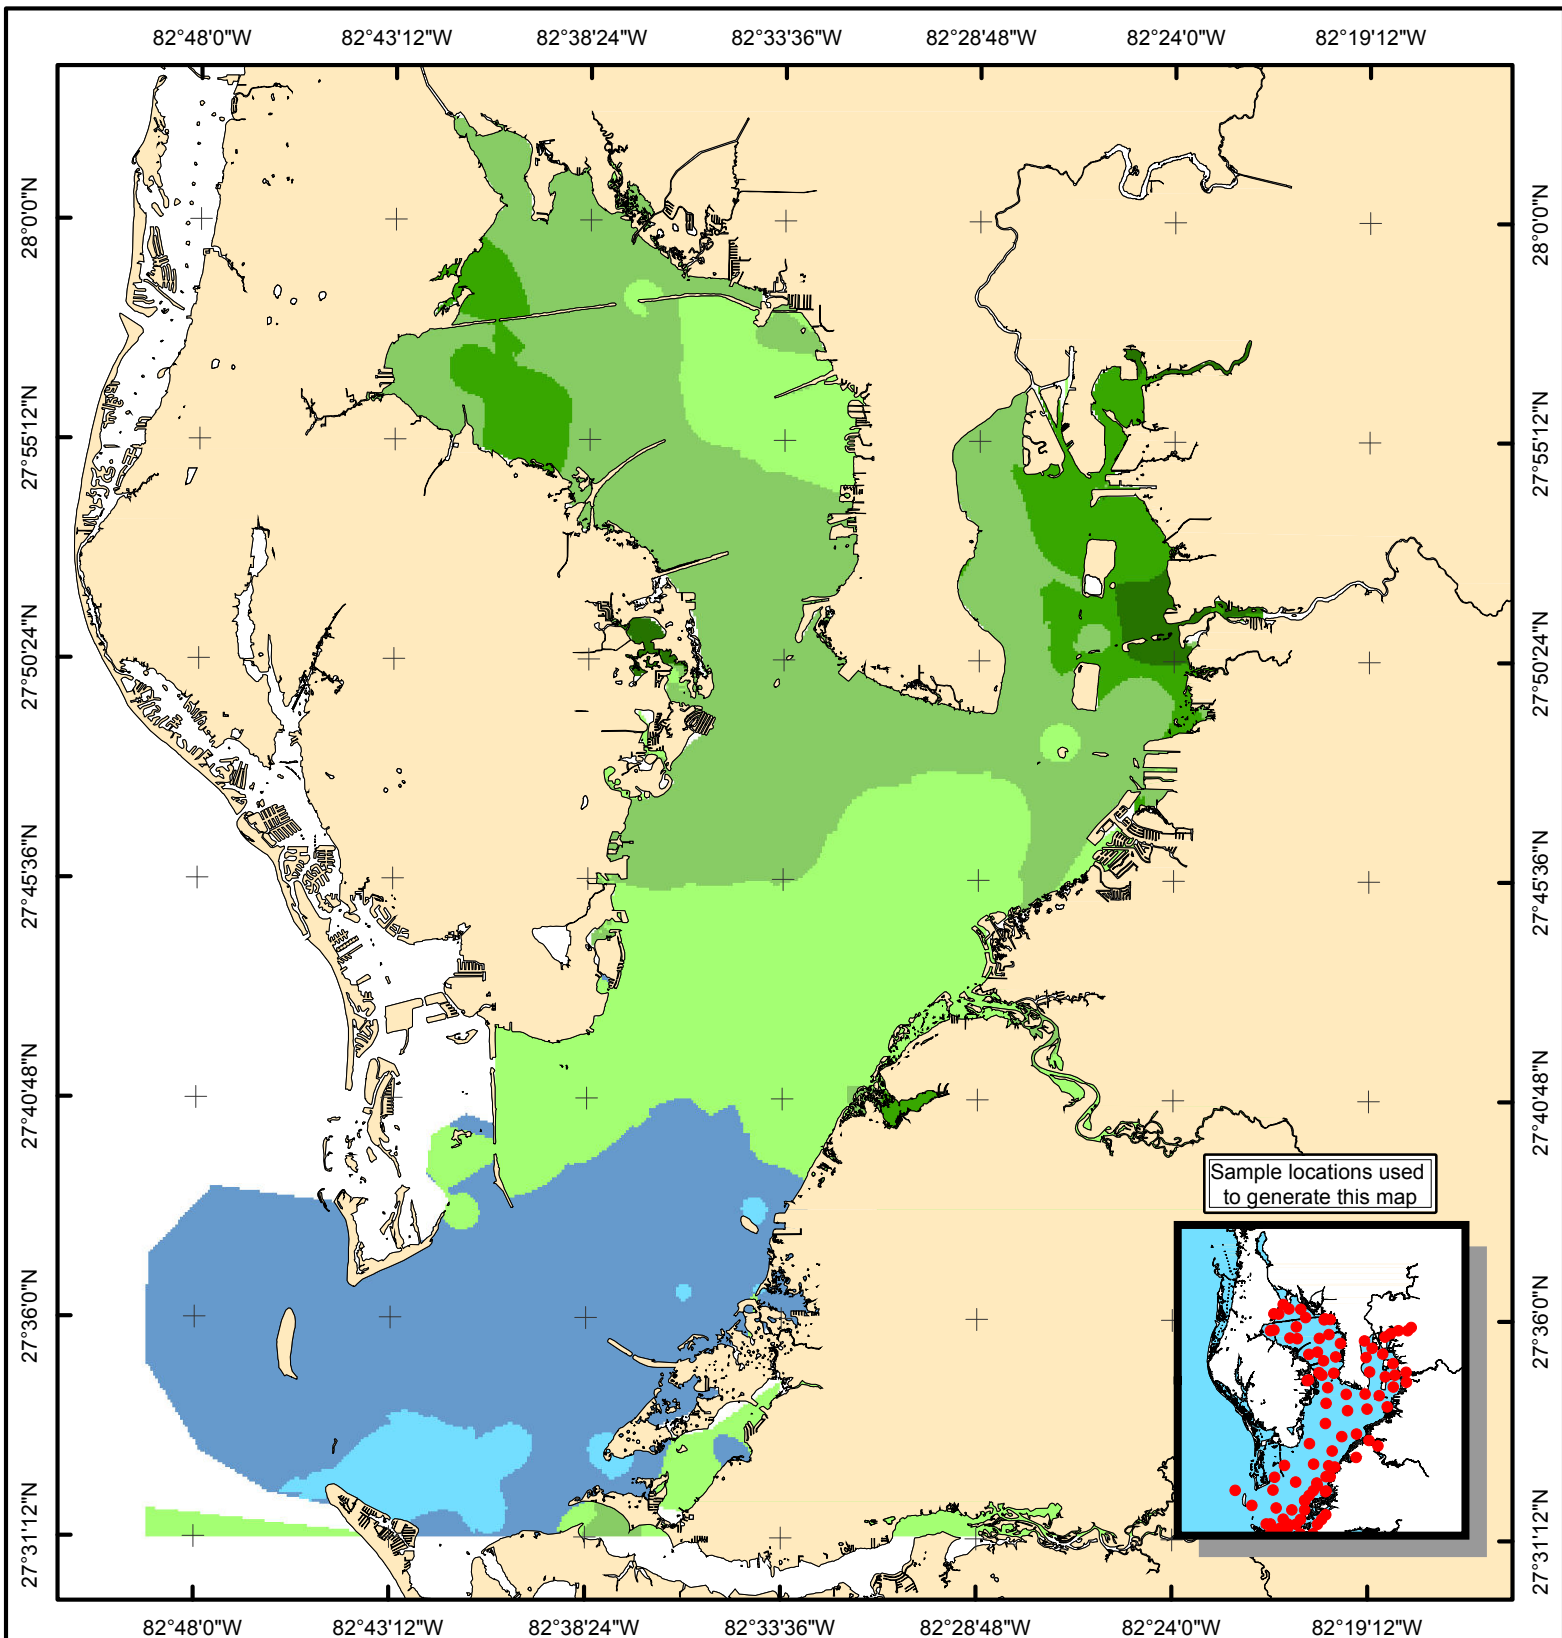 82°48'0"W 82°43'12"W 82°38'24"W 82°33'36"W 82°28'48"W 82°24'0"W 82°19'12"W
28°0'0"N 28°0'0"N
27°55'12"N 27°55'12"N
27°50'24"N 27°50'24"N
27°45'36"N 27°45'36"N
27°40'48"N 27°40'48"N
Sample locations used
to generate this map
27°36'0"N 27°36'0"N
27°31'12"N 27°31'12"N
82°48'0"W 82°43'12"W 82°38'24"W 82°33'36"W 82°28'48"W 82°24'0"W 82°19'12"W